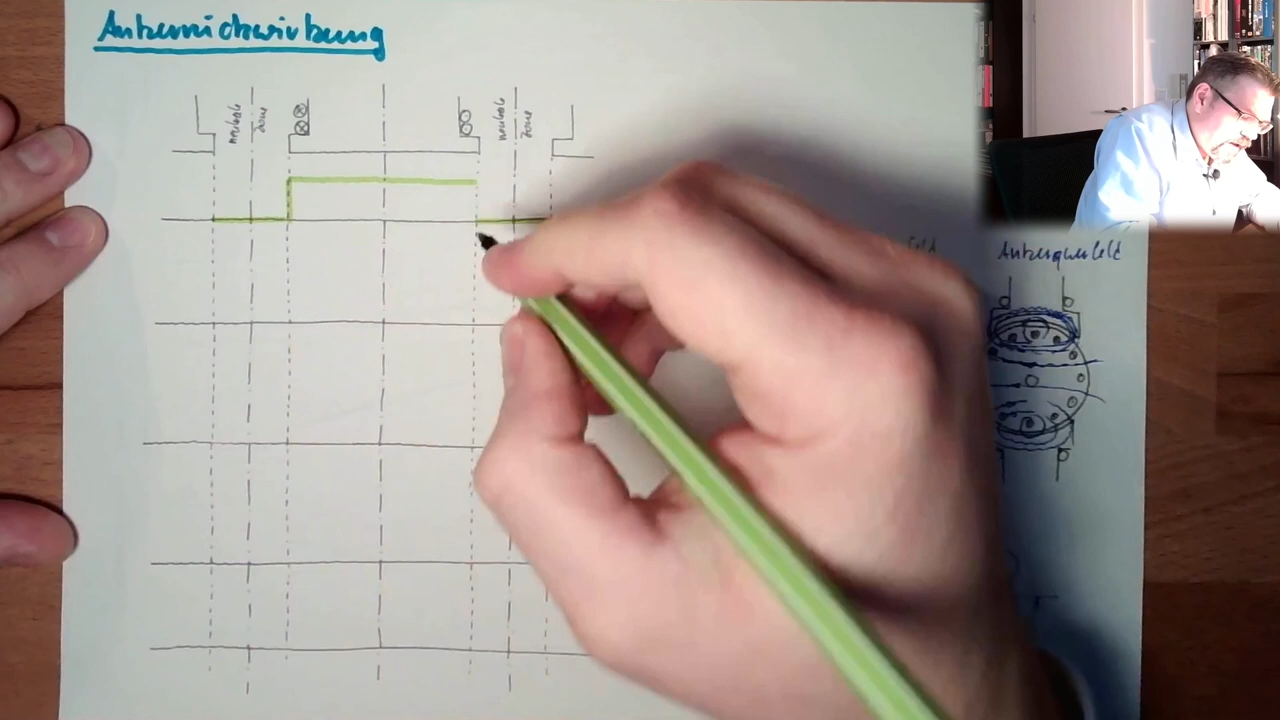 Ankerrückwirkung
neutrale
Zone
neutrale
Zone
Ankerquerfeld